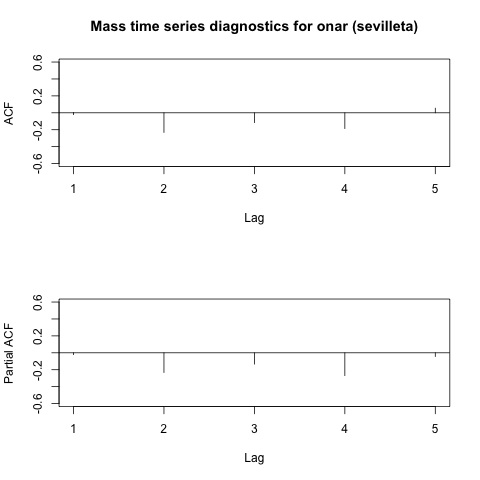 Mass time series diagnostics for onar (sevilleta)
ACF
0.6
0.2
-0.2
-0.6
1 2 3 4 5
Lag
Partial ACF
0.6
0.2
-0.2
-0.6
1 2 3 4 5
Lag